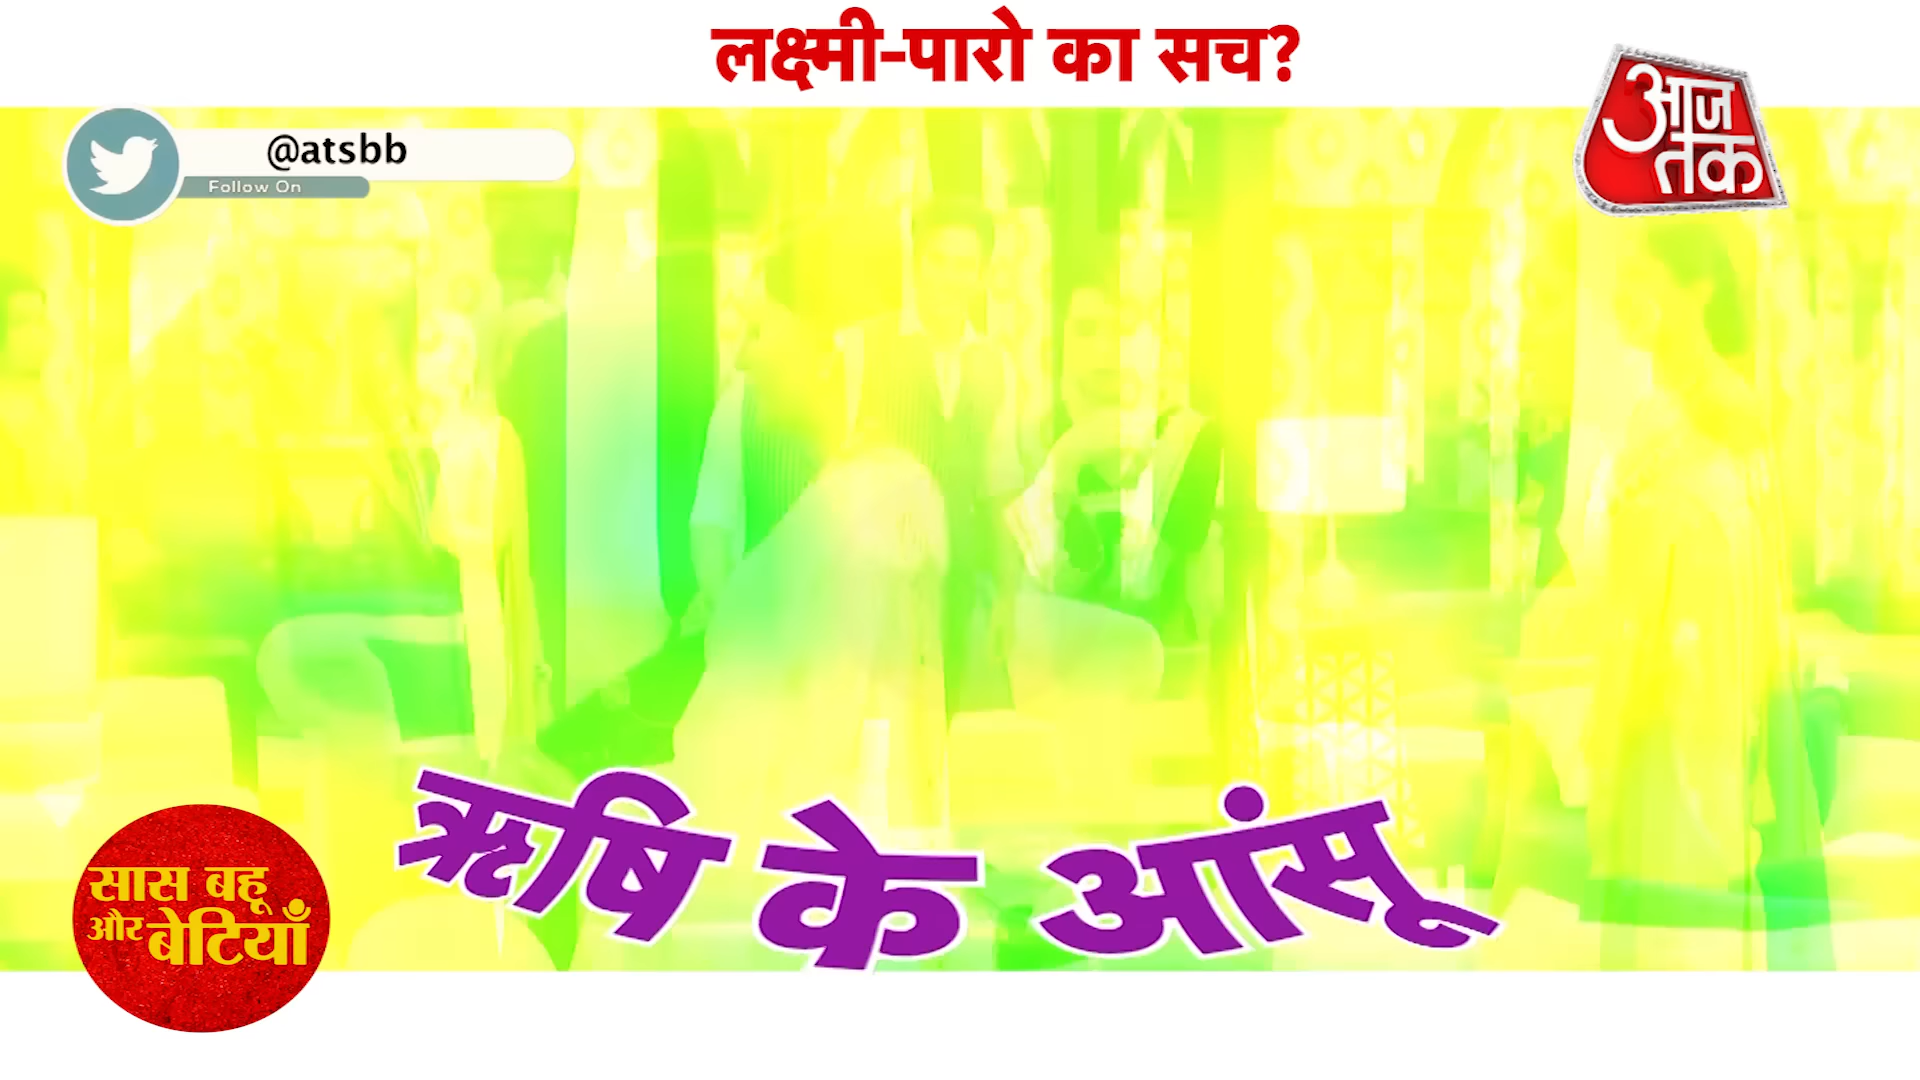 लक्ष्मी-पारो का सच?
आज
तक
@atsbb
Follow On
ऋषि के आंसू
सास बहू
और बेटियाँ